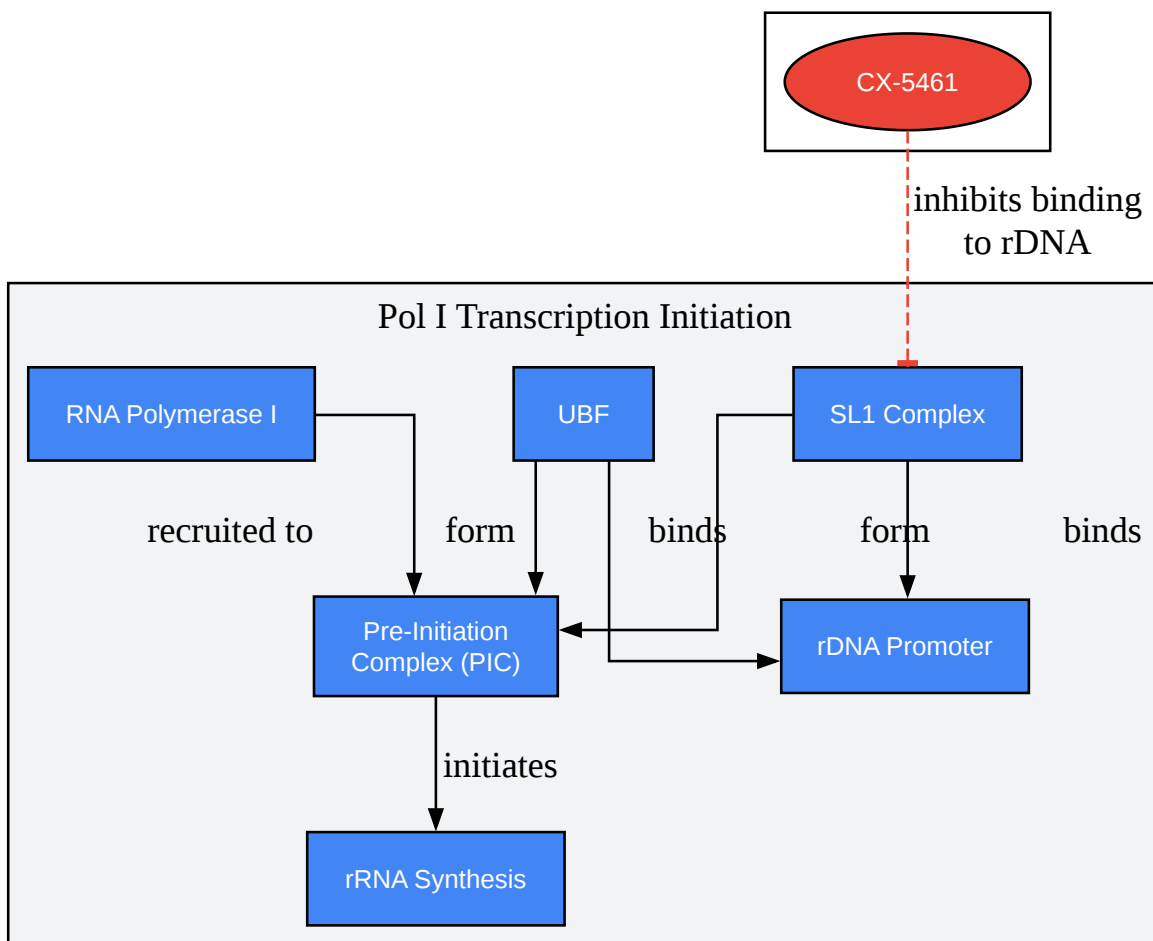 CX-5461
inhibits binding
to rDNA
Pol I Transcription Initiation
RNA Polymerase I
UBF
SL1 Complex
recruited to
form
binds
form
binds
Pre-Initiation
Complex (PIC)
rDNA Promoter
initiates
rRNA Synthesis